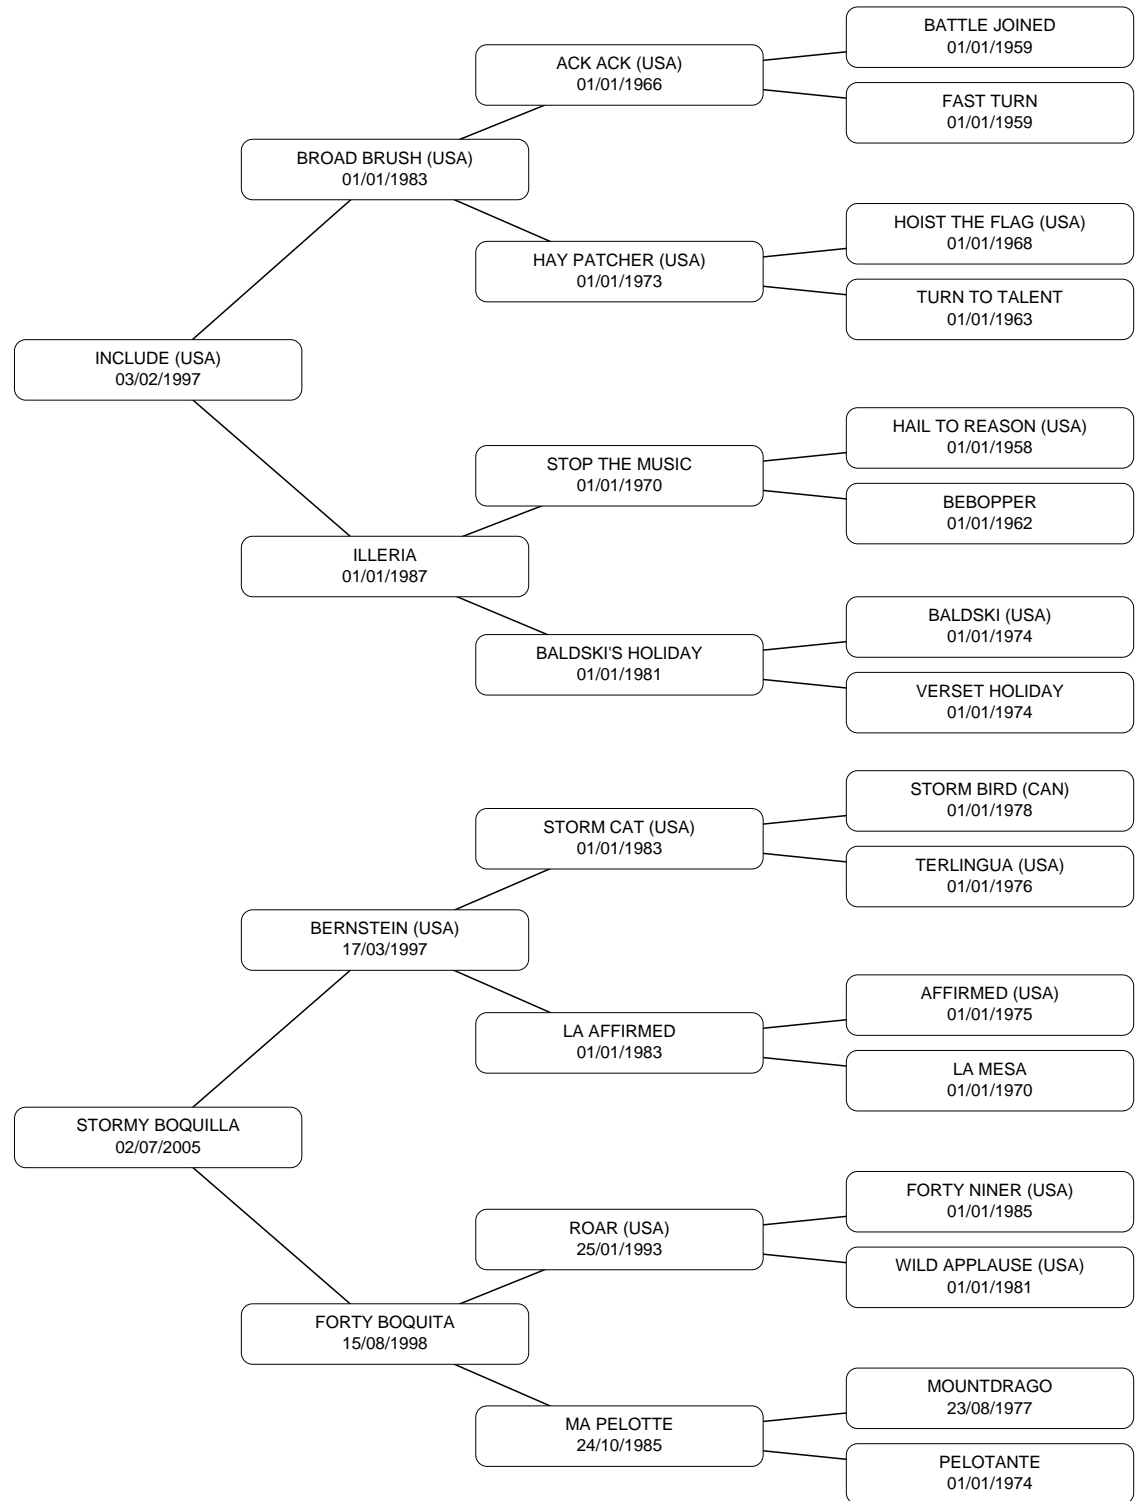 BATTLE JOINED
01/01/1959
ACK ACK (USA)
01/01/1966
FAST TURN
01/01/1959
BROAD BRUSH (USA)
01/01/1983
HOIST THE FLAG (USA)
01/01/1968
HAY PATCHER (USA)
01/01/1973
TURN TO TALENT
01/01/1963
INCLUDE (USA)
03/02/1997
HAIL TO REASON (USA)
01/01/1958
STOP THE MUSIC
01/01/1970
BEBOPPER
01/01/1962
ILLERIA
01/01/1987
BALDSKI (USA)
01/01/1974
BALDSKI'S HOLIDAY
01/01/1981
VERSET HOLIDAY
01/01/1974
STORM BIRD (CAN)
01/01/1978
STORM CAT (USA)
01/01/1983
TERLINGUA (USA)
01/01/1976
BERNSTEIN (USA)
17/03/1997
AFFIRMED (USA)
01/01/1975
LA AFFIRMED
01/01/1983
LA MESA
01/01/1970
STORMY BOQUILLA
02/07/2005
FORTY NINER (USA)
01/01/1985
ROAR (USA)
25/01/1993
WILD APPLAUSE (USA)
01/01/1981
FORTY BOQUITA
15/08/1998
MOUNTDRAGO
23/08/1977
MA PELOTTE
24/10/1985
PELOTANTE
01/01/1974